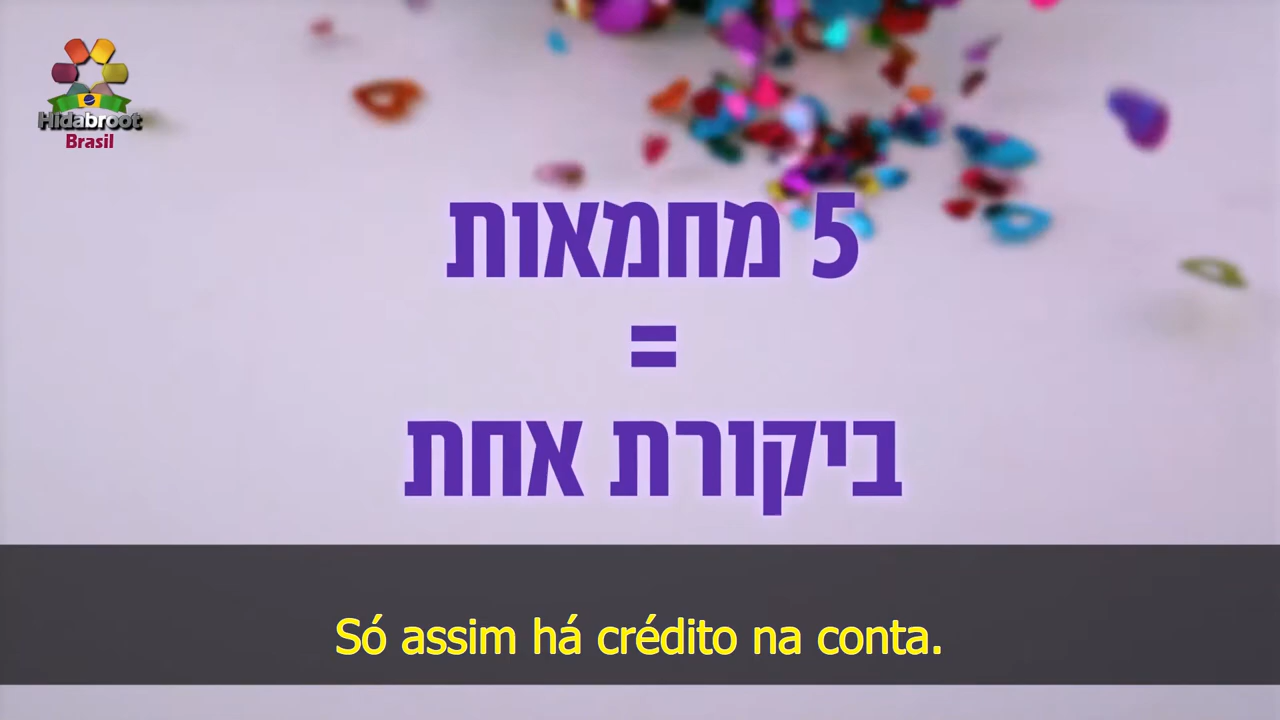 Hidabroot
Brasil
5 מחמאות
=
ביקורת אחת
Só assim há crédito na conta.